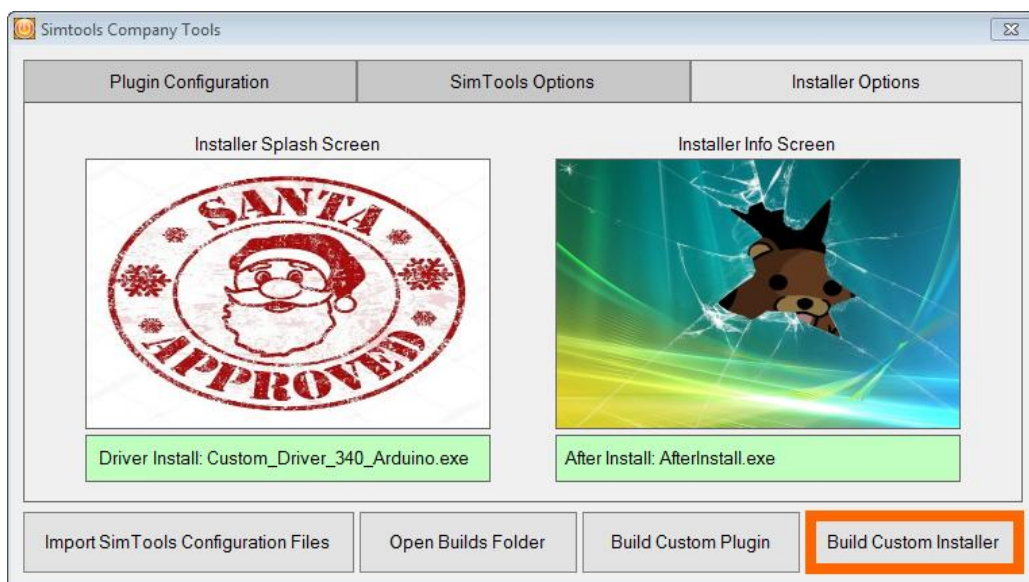 Simtools Company Tools
Plugin Configuration
SimTools Options
Installer Options
Installer Splash Screen
Installer Info Screen
SANTA
APPROVED
Driver Install: Custom_Driver_340_Arduino.exe
After Install: AfterInstall.exe
Import SimTools Configuration Files
Open Builds Folder
Build Custom Plugin
Build Custom Installer